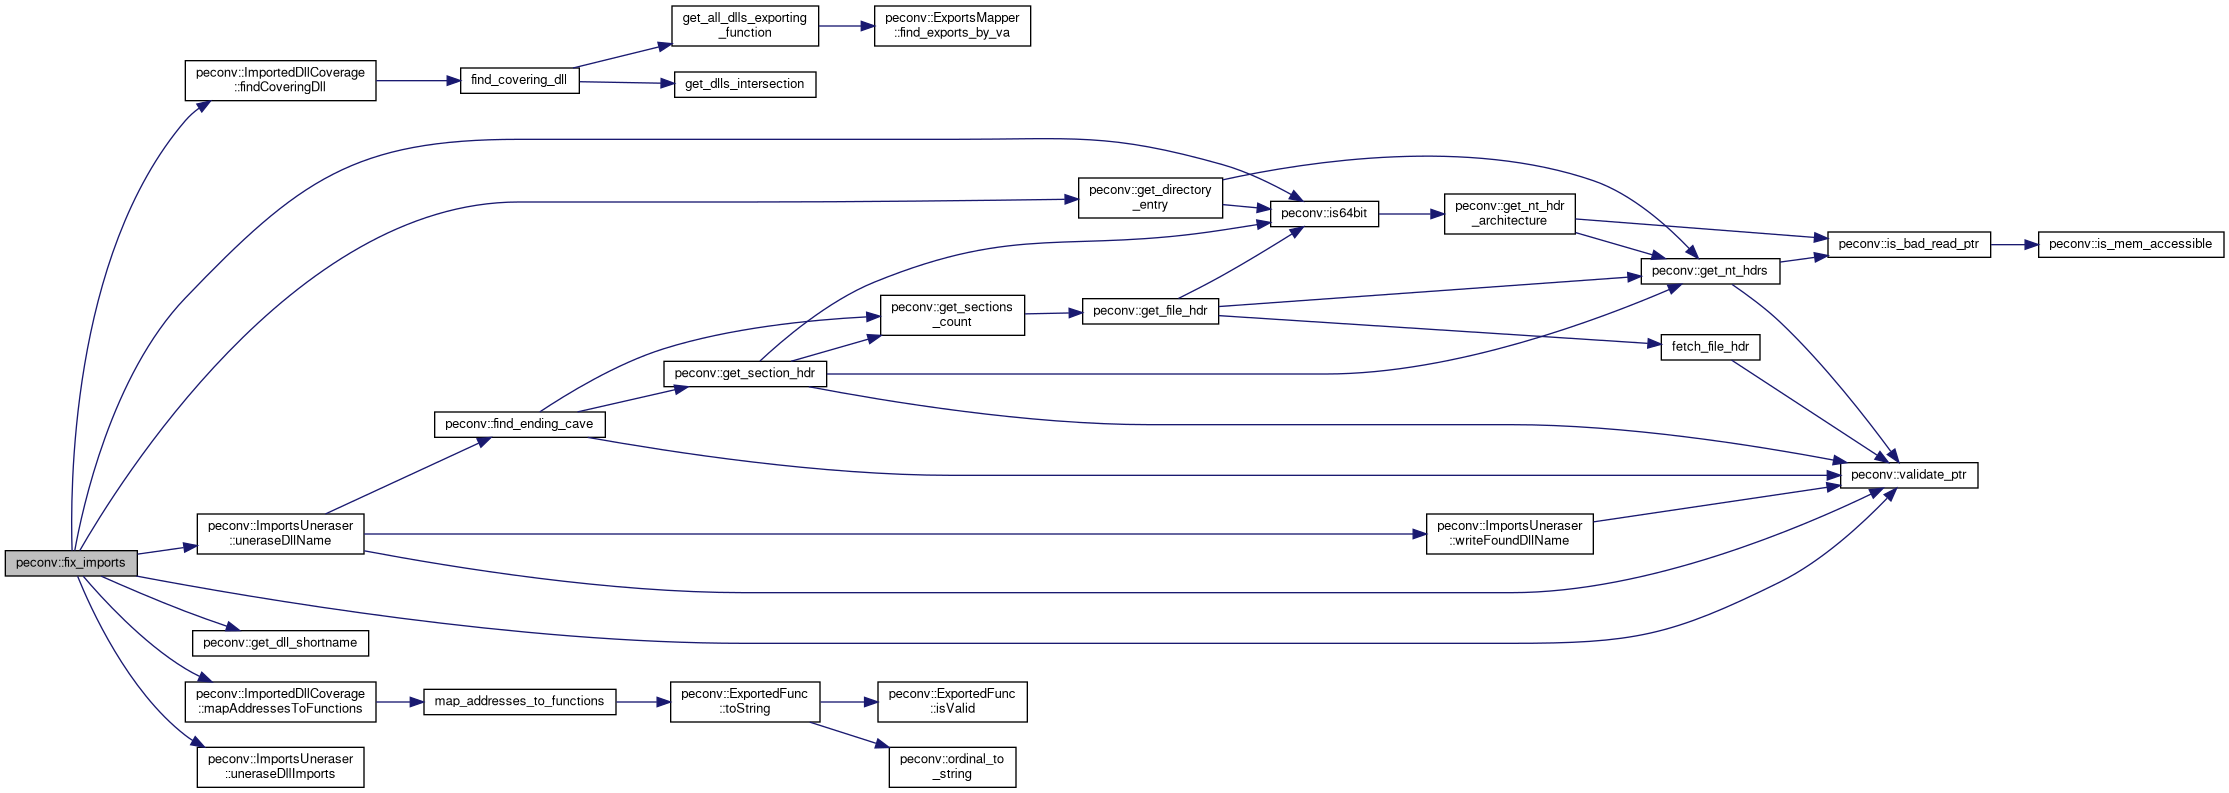 get_all_dlls_exporting
_function
peconv::ExportsMapper
::find_exports_by_va
peconv::ImportedDllCoverage
::findCoveringDll
find_covering_dll
get_dlls_intersection
peconv::get_directory
_entry
peconv::is64bit
peconv::get_nt_hdr
_architecture
peconv::is_bad_read_ptr
peconv::is_mem_accessible
peconv::get_nt_hdrs
peconv::get_sections
_count
peconv::get_file_hdr
fetch_file_hdr
peconv::get_section_hdr
peconv::find_ending_cave
peconv::validate_ptr
peconv::ImportsUneraser
::uneraseDllName
peconv::ImportsUneraser
::writeFoundDllName
peconv::fix_imports
peconv::get_dll_shortname
peconv::ImportedDllCoverage
::mapAddressesToFunctions
map_addresses_to_functions
peconv::ExportedFunc
::toString
peconv::ExportedFunc
::isValid
peconv::ImportsUneraser
::uneraseDllImports
peconv::ordinal_to
_string